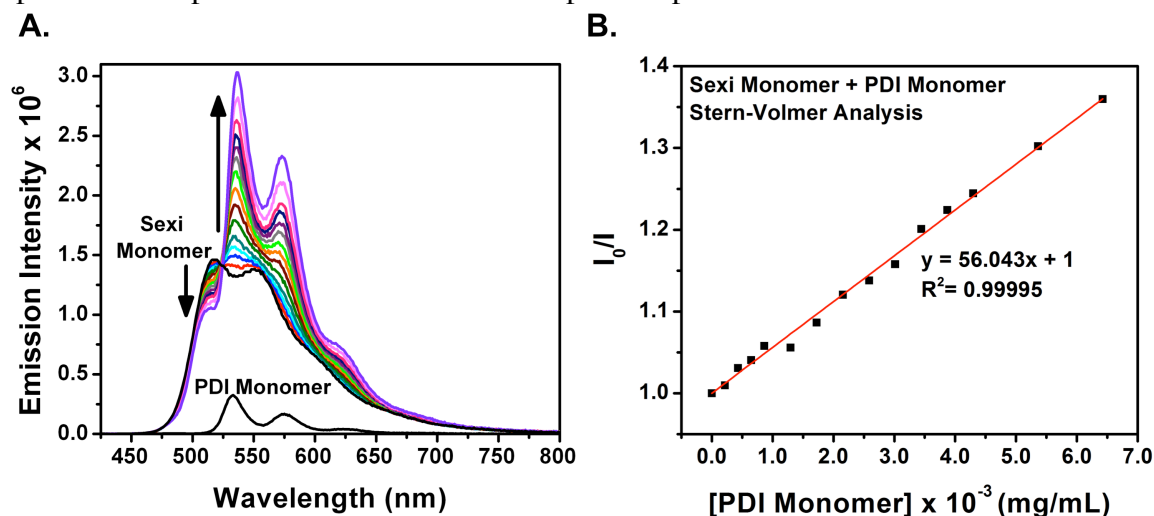 A.
Emission Intensity x 10⁶
3.0
2.5
2.0
1.5
1.0
0.5
0.0
Sexi
Monomer
PDI Monomer
425 500 550 600 650 700 750 800
Wavelength (nm)
B.
I₀/I
1.4
1.3
1.2
1.1
1.0
Sexi Monomer + PDI Monomer
Stern-Volmer Analysis
y = 56.043x + 1
R²= 0.99995
0.0 1.0 2.0 3.0 4.0 5.0 6.0 7.0
[PDI Monomer] x 10⁻³ (mg/mL)